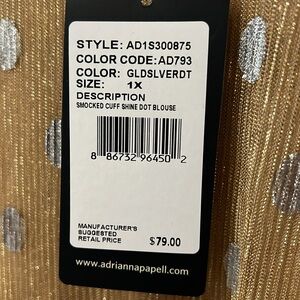 STYLE: AD1S300875
COLOR CODE: AD793
COLOR: GLDSLVERDT
SIZE: 1X
DESCRIPTION
SMOCKED CUFF SHINE DOT BLOUSE
8 86732 96450 2
MANUFACTURER'S
SUGGESTED
RETAIL PRICE $79.00
www.adriannapapell.com